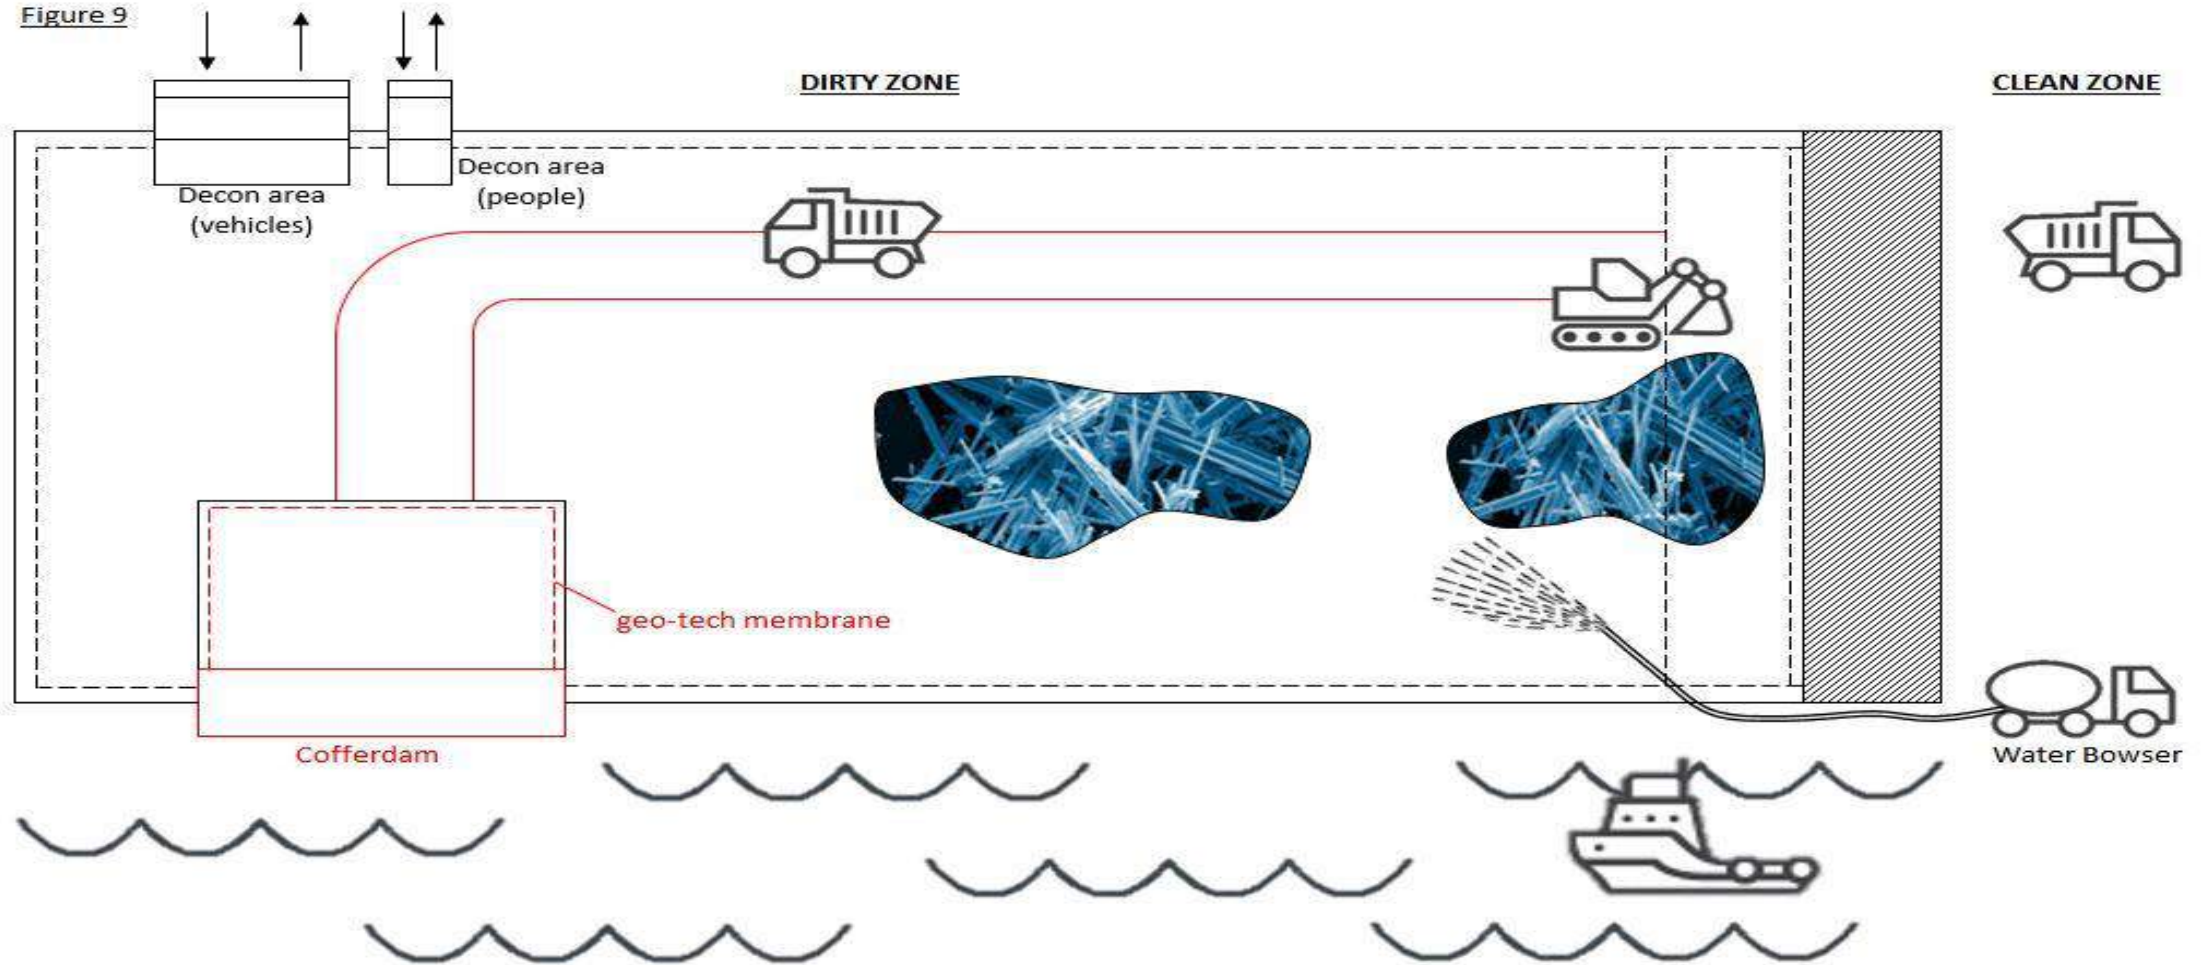 Figure 9
DIRTY ZONE
CLEAN ZONE
Decon area
(people)
Decon area
(vehicles)
geo-tech membrane
Cofferdam
Water Bowser